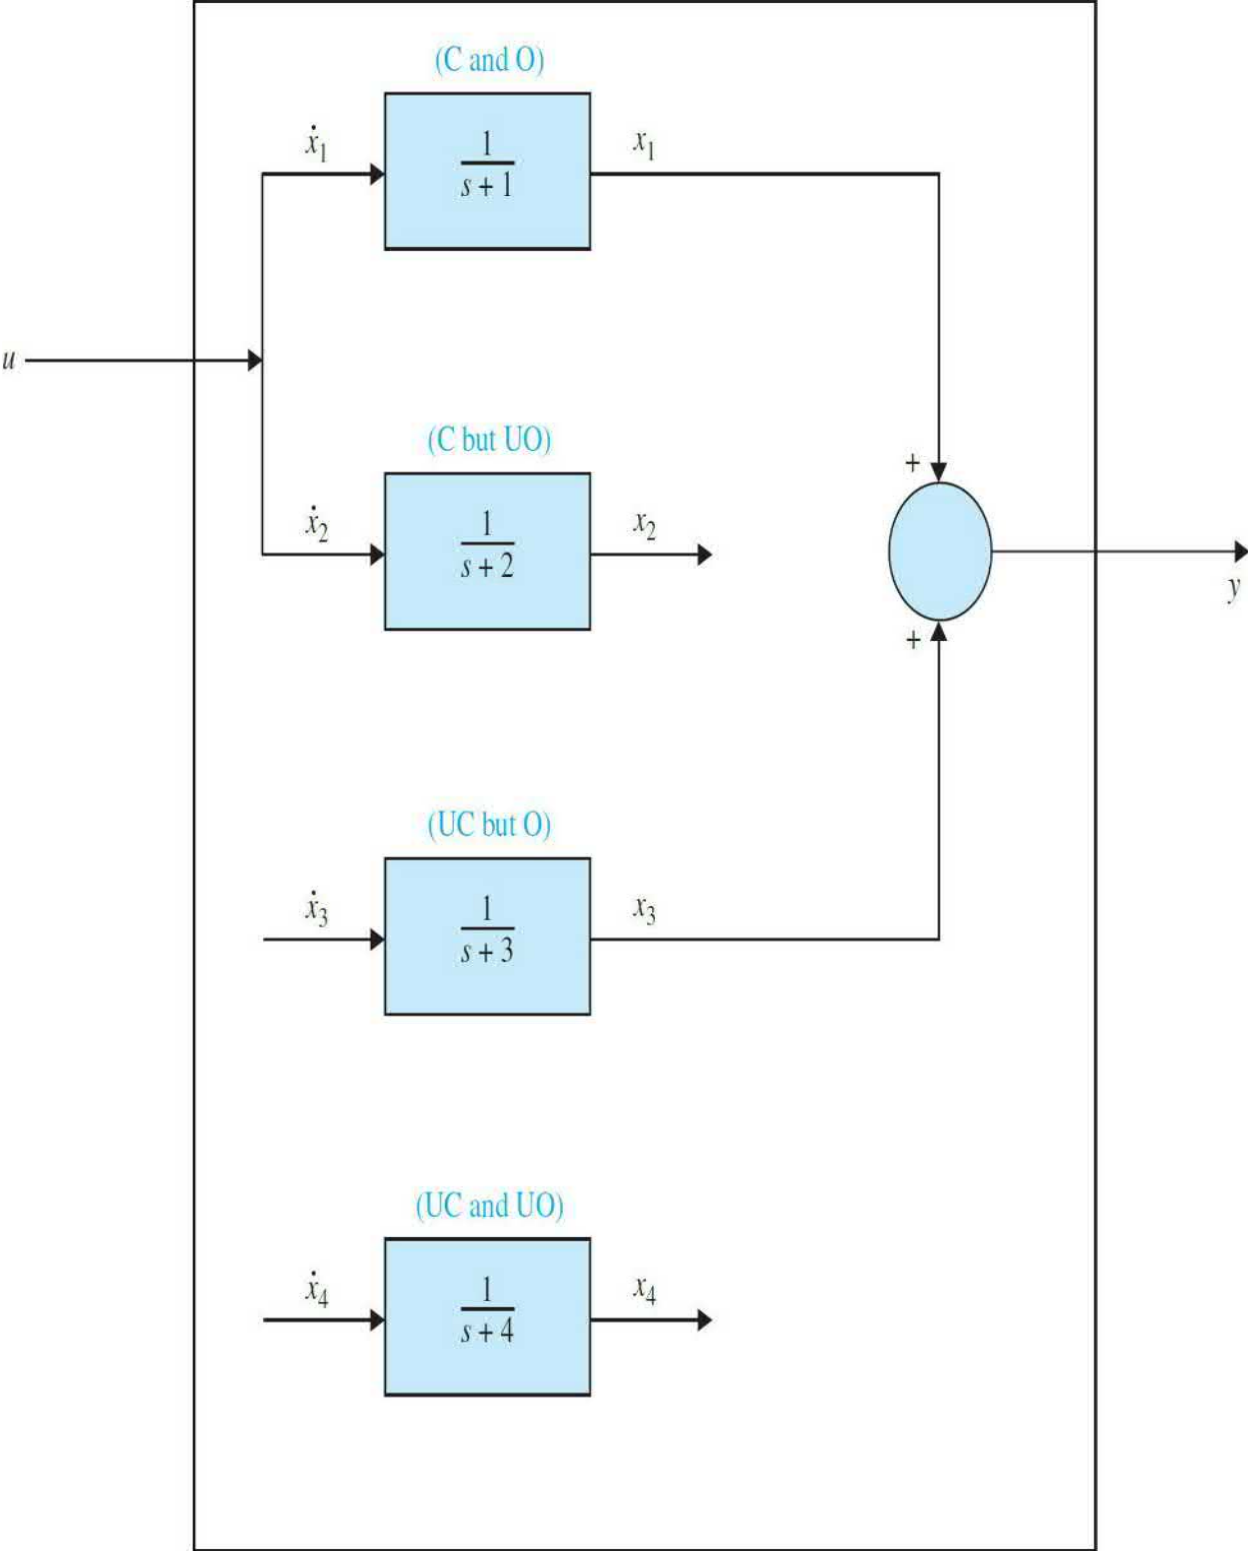 (C and O)
ẋ₁
1
s + 1
x₁
u
(C but UO)
ẋ₂
1
s + 2
x₂
+
+
y
(UC but O)
ẋ₃
1
s + 3
x₃
(UC and UO)
ẋ₄
1
s + 4
x₄